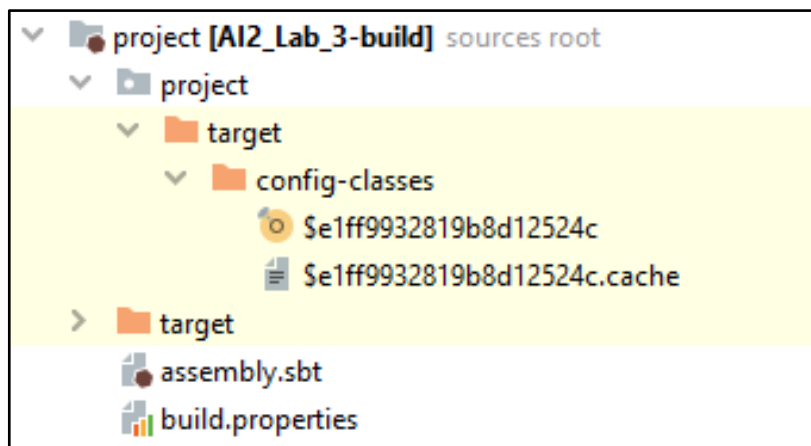 project [AI2_Lab_3-build] sources root
project
target
config-classes
$e1ff9932819b8d12524c
$e1ff9932819b8d12524c.cache
target
assembly.sbt
build.properties